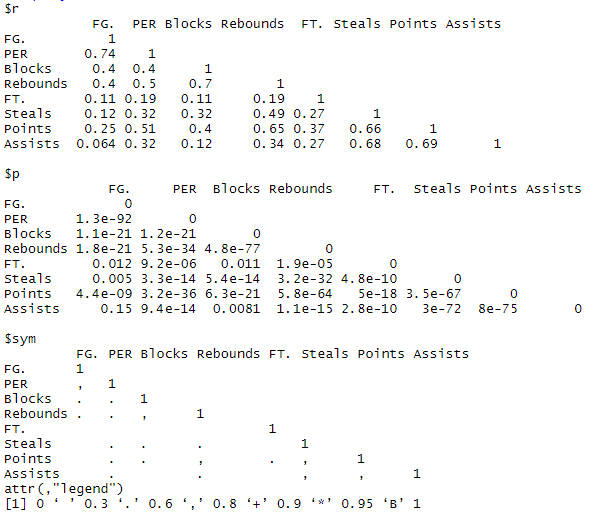 $r
FG. PER Blocks Rebounds FT. Steals Points Assists
FG. 1
PER 0.74 1
Blocks 0.4 0.4 1
Rebounds 0.4 0.5 0.7 1
FT. 0.11 0.19 0.11 0.19 1
Steals 0.12 0.32 0.32 0.49 0.27 1
Points 0.25 0.51 0.4 0.65 0.37 0.66 1
Assists 0.064 0.32 0.12 0.34 0.27 0.68 0.69 1
$p
FG. PER Blocks Rebounds FT. Steals Points Assists
FG. 0
PER 1.3e-92 0
Blocks 1.1e-21 1.2e-21 0
Rebounds 1.8e-21 5.3e-34 4.8e-77 0
FT. 0.012 9.2e-06 0.011 1.9e-05 0
Steals 0.005 3.3e-14 5.4e-14 3.2e-32 4.8e-10 0
Points 4.4e-09 3.2e-36 6.3e-21 5.8e-64 5e-18 3.5e-67 0
Assists 0.15 9.4e-14 0.0081 1.1e-15 2.8e-10 3e-72 8e-75 0
$sym
FG. PER Blocks Rebounds FT. Steals Points Assists
FG. 1
PER , 1
Blocks . . 1
Rebounds . . , 1
FT. 1
Steals . . . 1
Points . . , . , 1
Assists . . , , 1
attr(,"legend")
[1] 0 ‘ ’ 0.3 ‘.’ 0.6 ‘,’ 0.8 ‘+’ 0.9 ‘*’ 0.95 ‘B’ 1